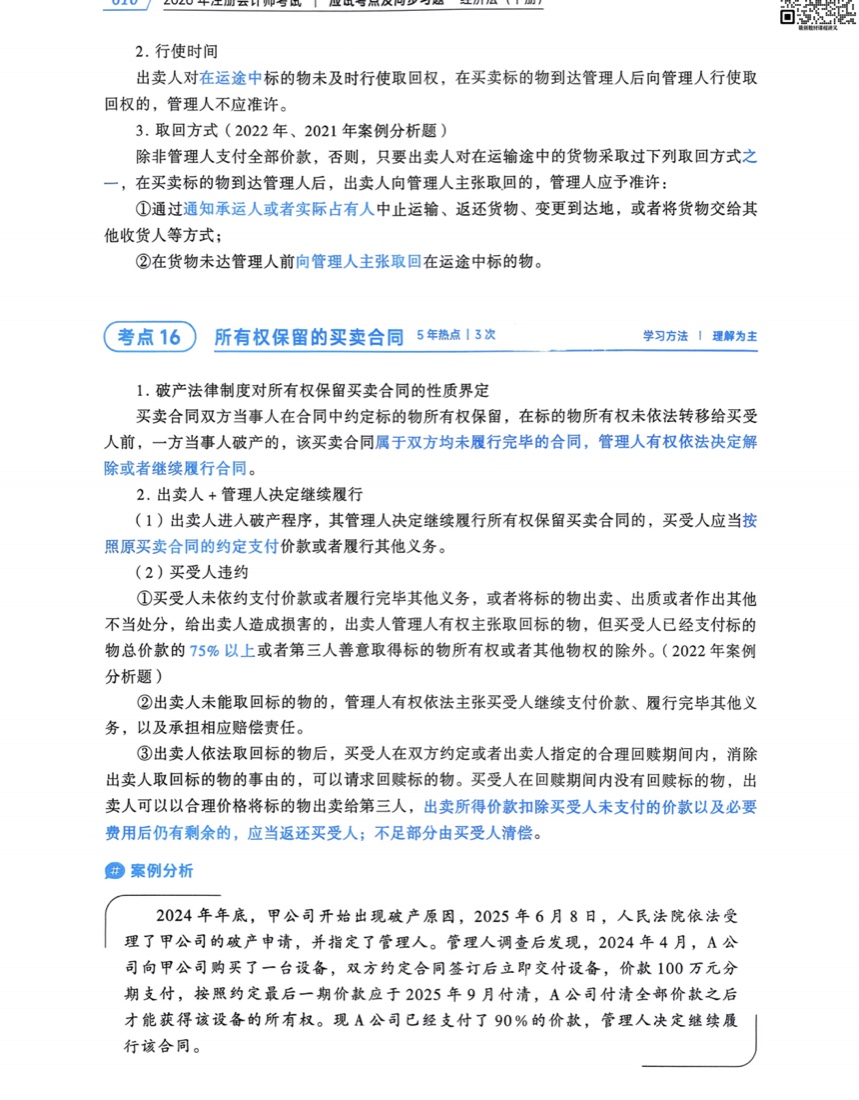 2. 行使时间
出卖人对在运途中标的物未及时行使取回权，在买卖标的物到达管理人后向管理人行使取
回权的，管理人不应准许。
3. 取回方式（2022 年、2021 年案例分析题）
除非管理人支付全部价款，否则，只要出卖人对在运输途中的货物采取过下列取回方式之
一，在买卖标的物到达管理人后，出卖人向管理人主张取回的，管理人应予准许：
①通过通知承运人或者实际占有人中止运输、返还货物、变更到达地，或者将货物交给其
他收货人等方式；
②在货物未达管理人前向管理人主张取回在运途中标的物。
考点 16 所有权保留的买卖合同 5 年热点 | 3 次 学习方法 | 理解为主
1. 破产法律制度对所有权保留买卖合同的性质界定
买卖合同双方当事人在合同中约定标的物所有权保留，在标的物所有权未依法转移给买受
人前，一方当事人破产的，该买卖合同属于双方均未履行完毕的合同，管理人有权依法决定解
除或者继续履行合同。
2. 出卖人 + 管理人决定继续履行
（1）出卖人进入破产程序，其管理人决定继续履行所有权保留买卖合同的，买受人应当按
照原买卖合同的约定支付价款或者履行其他义务。
（2）买受人违约
①买受人未依约支付价款或者履行完毕其他义务，或者将标的物出卖、出质或者作出其他
不当处分，给出卖人造成损害的，出卖人管理人有权主张取回标的物，但买受人已经支付标的
物总价款的 75% 以上或者第三人善意取得标的物所有权或者其他物权的除外。（2022 年案例
分析题）
②出卖人未能取回标的物的，管理人有权依法主张买受人继续支付价款、履行完毕其他义
务，以及承担相应赔偿责任。
③出卖人依法取回标的物后，买受人在双方约定或者出卖人指定的合理回赎期间内，消除
出卖人取回标的物的事由的，可以请求回赎标的物。买受人在回赎期间内没有回赎标的物，出
卖人可以以合理价格将标的物出卖给第三人，出卖所得价款扣除买受人未支付的价款以及必要
费用后仍有剩余的，应当返还买受人；不足部分由买受人清偿。
# 案例分析
2024 年年底，甲公司开始出现破产原因，2025 年 6 月 8 日，人民法院依法受
理了甲公司的破产申请，并指定了管理人。管理人调查后发现，2024 年 4 月，A 公
司向甲公司购买了一台设备，双方约定合同签订后立即交付设备，价款 100 万元分
期支付，按照约定最后一期价款应于 2025 年 9 月付清，A 公司付清全部价款之后
才能获得该设备的所有权。现 A 公司已经支付了 90% 的价款，管理人决定继续履
行该合同。